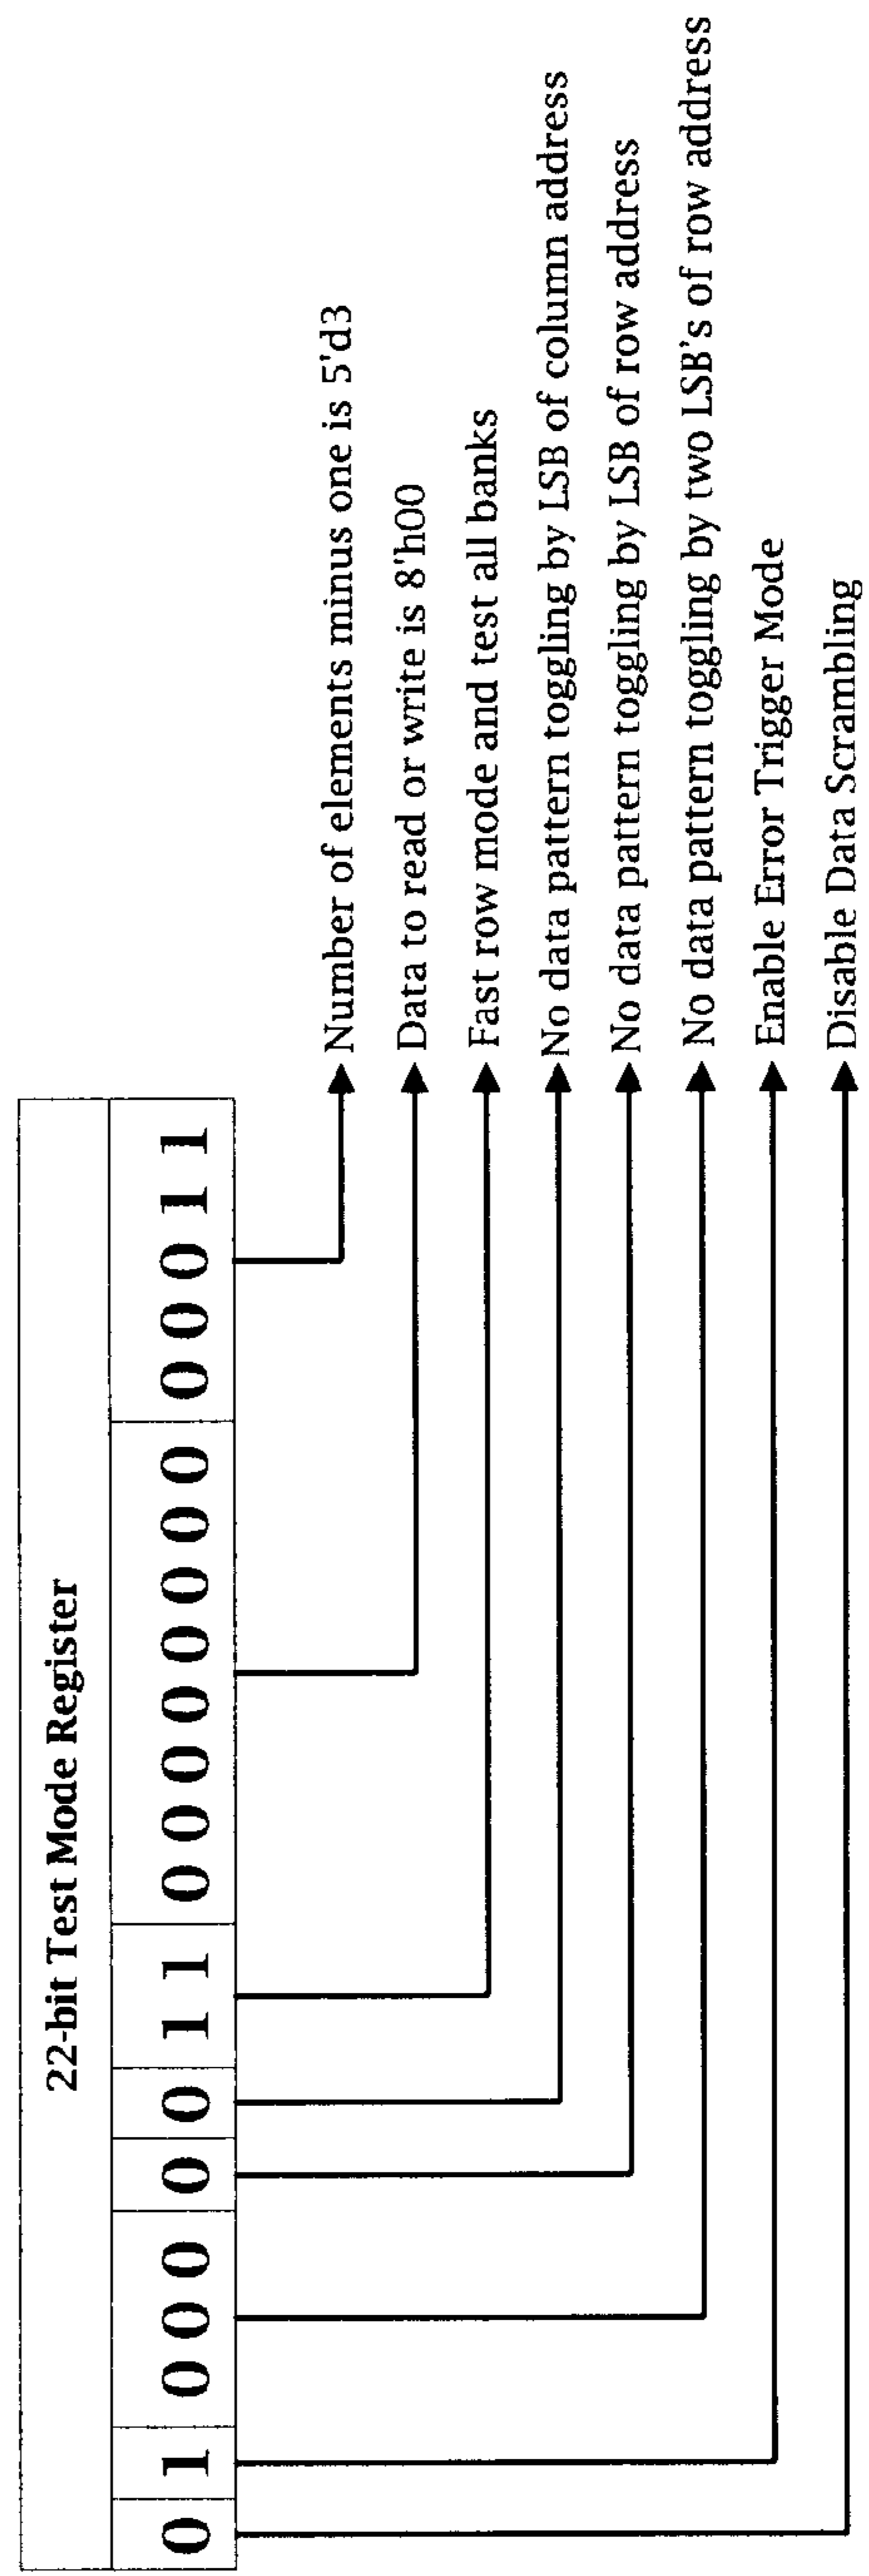 22-bit Test Mode Register
0 1 0 0 0 0 0 1 1 0 0 0 0 0 0 0 0 0 0 0 1 1
Number of elements minus one is 5'd3
Data to read or write is 8'h00
Fast row mode and test all banks
No data pattern toggling by LSB of column address
No data pattern toggling by LSB of row address
No data pattern toggling by two LSB's of row address
Enable Error Trigger Mode
Disable Data Scrambling